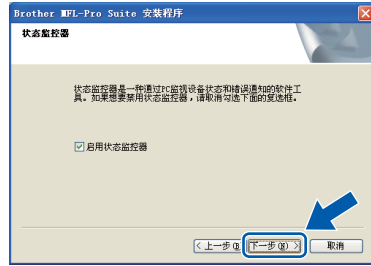 Brother MFL-Pro Suite 安装程序
状态监控器
状态监控器是一种通过PC监视设备状态和错误通知的软件工
具。如果想要禁用状态监控器，请取消勾选下面的复选框。
启用状态监控器
< 上一步(B) 下一步(N) > 取消